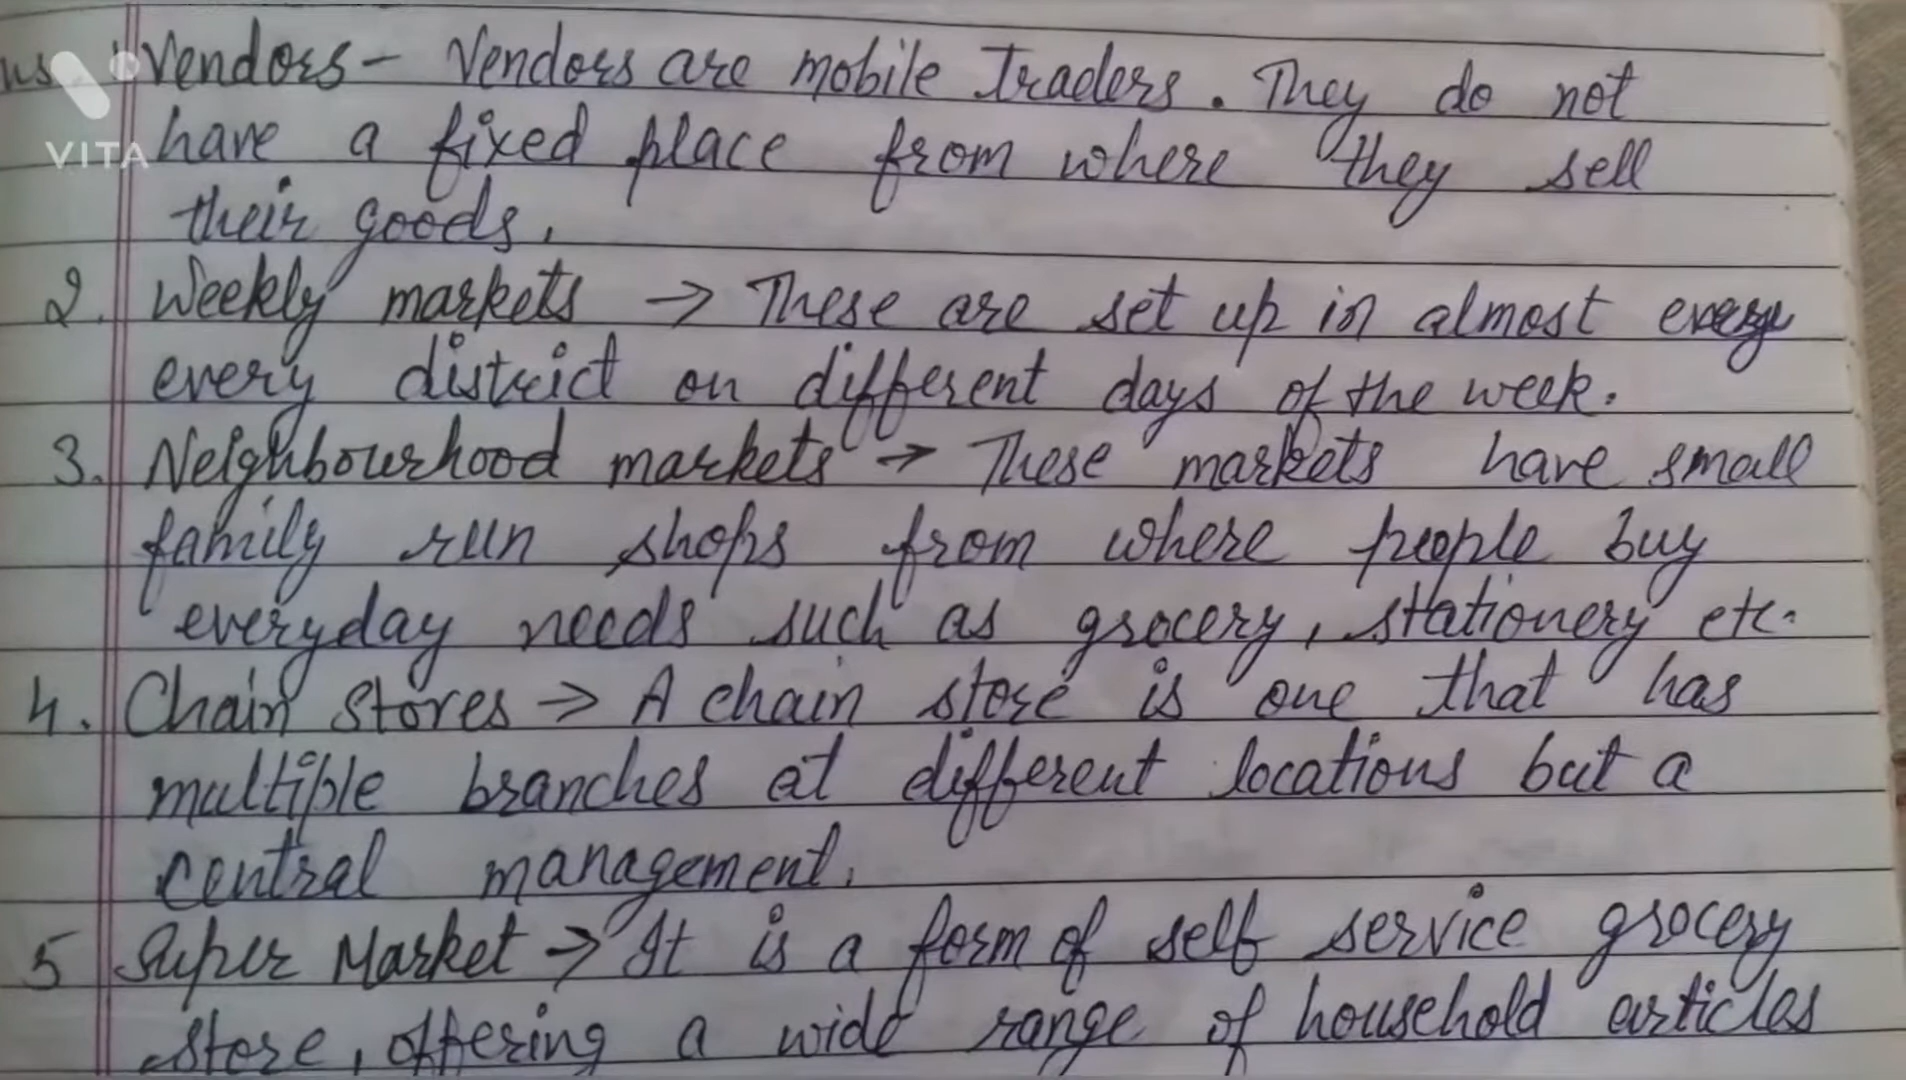 ns. Vendors - Vendors are mobile Traders. They do not
VITA
have a fixed place from where they sell
their goods.
2. Weekly markets → These are set up in almost every
every district on different days of the week.
3. Neighbourhood markets → These markets have small
family run shops from where people buy
everyday needs such as grocery, stationery etc.
4. Chain Stores → A chain store is one that has
multiple branches at different locations but a
central management.
5 Super Market → It is a form of self service grocery
store, offering a wide range of household articles